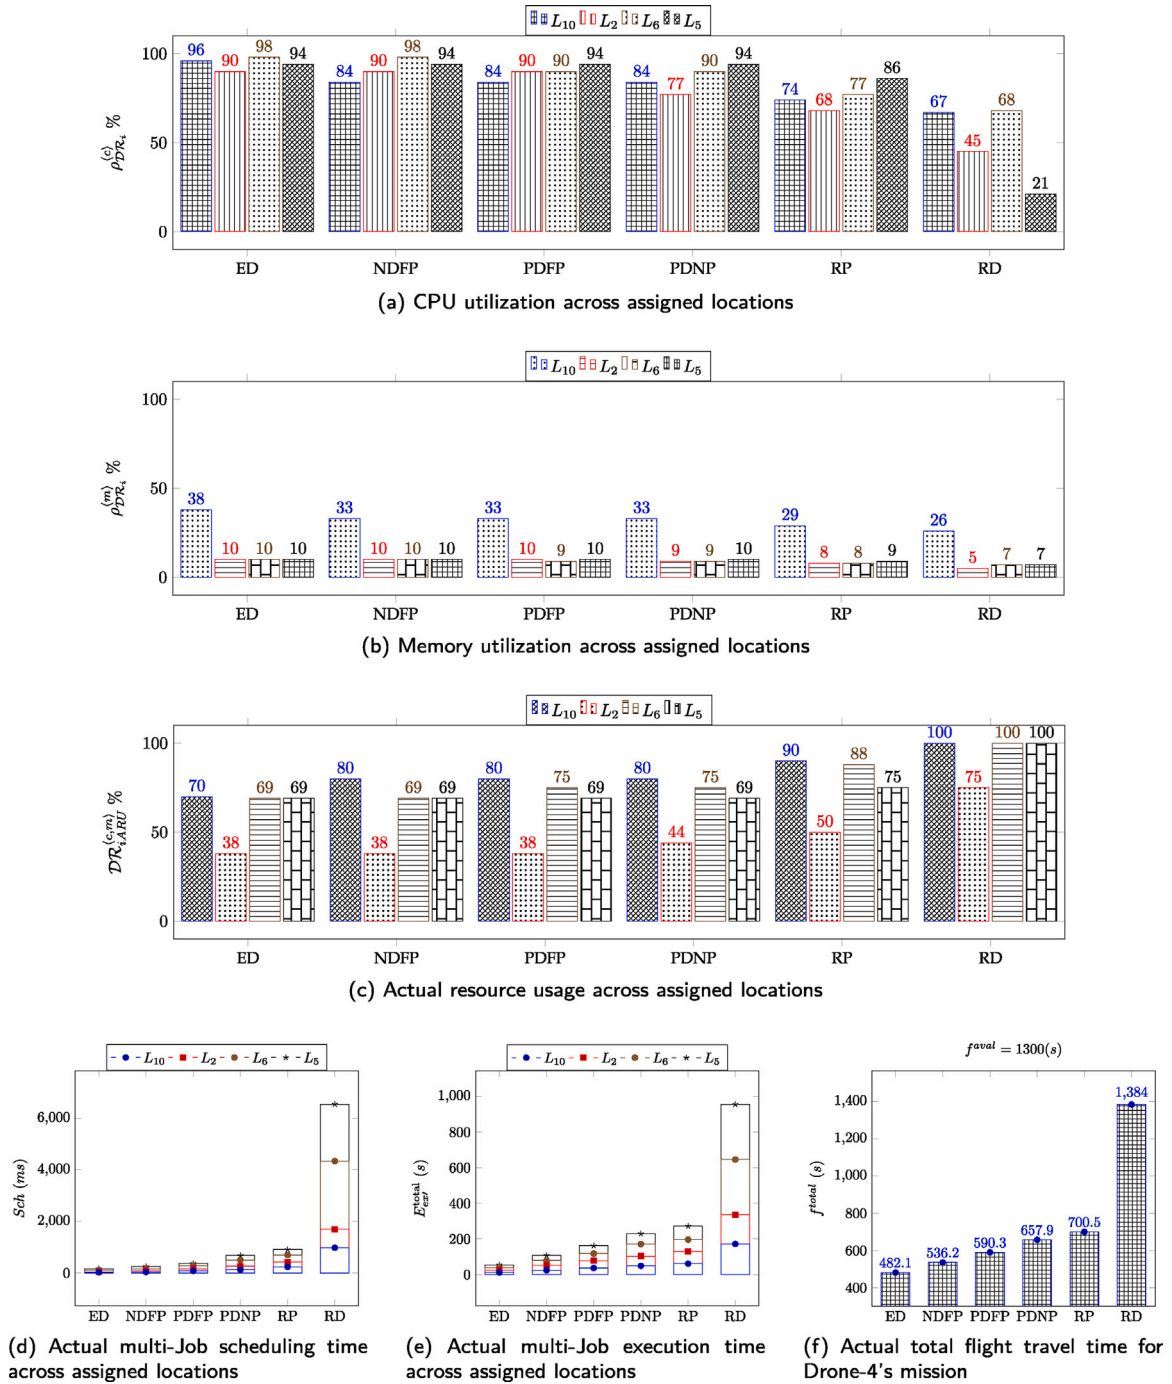 L10 L2 L6 L5
100
50
0
ρ⟨c⟩DRi %
96 90 98 94 84 90 98 94 84 90 90 94 84 77 90 94 74 68 77 86 67 45 68 21
ED NDFP PDFP PDNP RP RD
(a) CPU utilization across assigned locations
L10 L2 L6 L5
100
50
0
ρ⟨m⟩DRi %
38 10 10 10 33 10 10 10 33 10 9 10 33 9 9 10 29 8 8 9 26 5 7 7
ED NDFP PDFP PDNP RP RD
(b) Memory utilization across assigned locations
L10 L2 L6 L5
100
50
0
DR⟨c,m⟩iARU %
70 38 69 69 80 38 69 69 80 38 75 69 80 44 75 69 90 50 88 75 100 75 100 100
ED NDFP PDFP PDNP RP RD
(c) Actual resource usage across assigned locations
L10 L2 L6 L5
6,000
4,000
2,000
0
Sch (ms)
ED NDFP PDFP PDNP RP RD
(d) Actual multi-Job scheduling time
across assigned locations
L10 L2 L6 L5
1,000
800
600
400
200
0
E total ex′ (s)
ED NDFP PDFP PDNP RP RD
(e) Actual multi-Job execution time
across assigned locations
f aval = 1300(s)
1,400
1,200
1,000
800
600
400
f total (s)
482.1 536.2 590.3 657.9 700.5 1,384
ED NDFP PDFP PDNP RP RD
(f) Actual total flight travel time for
Drone-4's mission